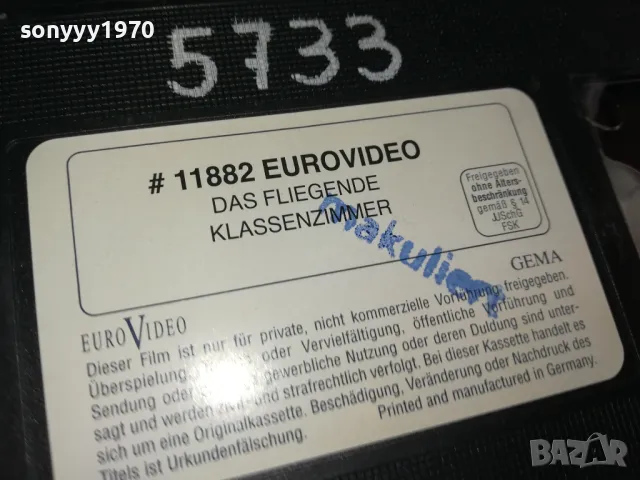 sonyyy1970
5733
# 11882 EUROVIDEO
DAS FLIEGENDE
KLASSENZIMMER
Freigegeben
ohne Alters-
beschränkung
gemäß § 14
JÖSchG
FSK
makuliert
GEMA
EURO VIDEO
Dieser Film ist nur für private, nicht kommerzielle Vorführung freigegeben.
Überspielung, oder Vervielfältigung, öffentliche Vorführung und
Sendung oder gewerbliche Nutzung oder deren Duldung sind unter-
sagt und werden zivil- und strafrechtlich verfolgt. Bei dieser Kassette handelt es
sich um eine Originalkassette. Beschädigung, Veränderung oder Nachdruck des
Titels ist Urkundenfälschung.
Printed and manufactured in Germany.
BAZAR
bg